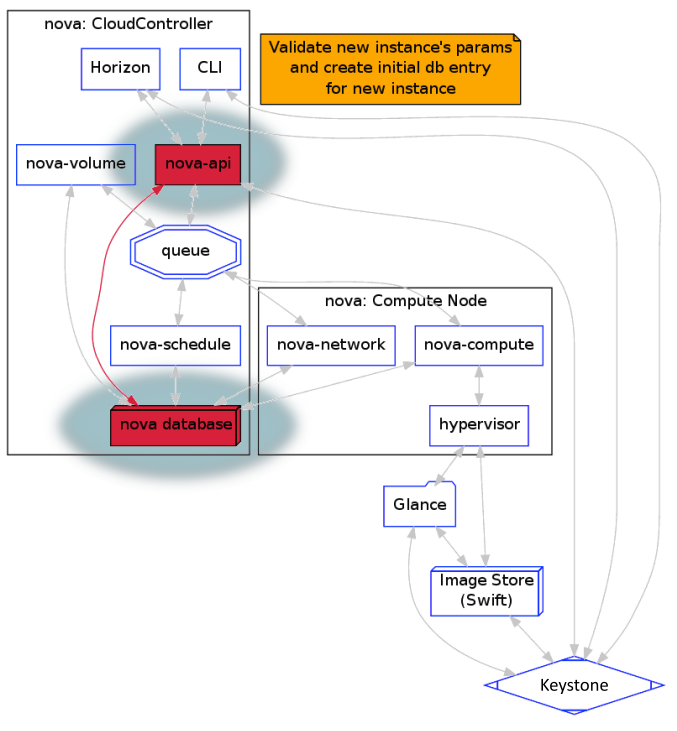 nova: CloudController
Validate new instance's params
and create initial db entry
for new instance
Horizon
CLI
nova-volume
nova-api
queue
nova: Compute Node
nova-schedule
nova-network
nova-compute
nova database
hypervisor
Glance
Image Store
(Swift)
Keystone